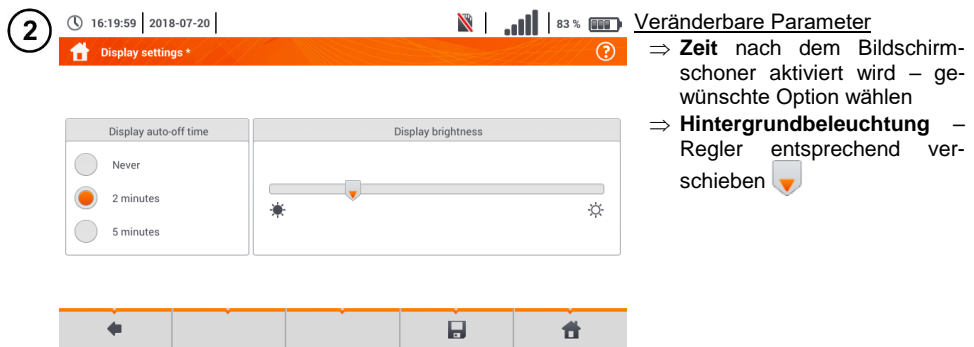 2
16:19:59 2018-07-20 83 %
Display settings *
?
Display auto-off time
Never
2 minutes
5 minutes
Display brightness
Veränderbare Parameter
⇒ Zeit nach dem Bildschirm-
schoner aktiviert wird – ge-
wünschte Option wählen
⇒ Hintergrundbeleuchtung –
Regler entsprechend ver-
schieben